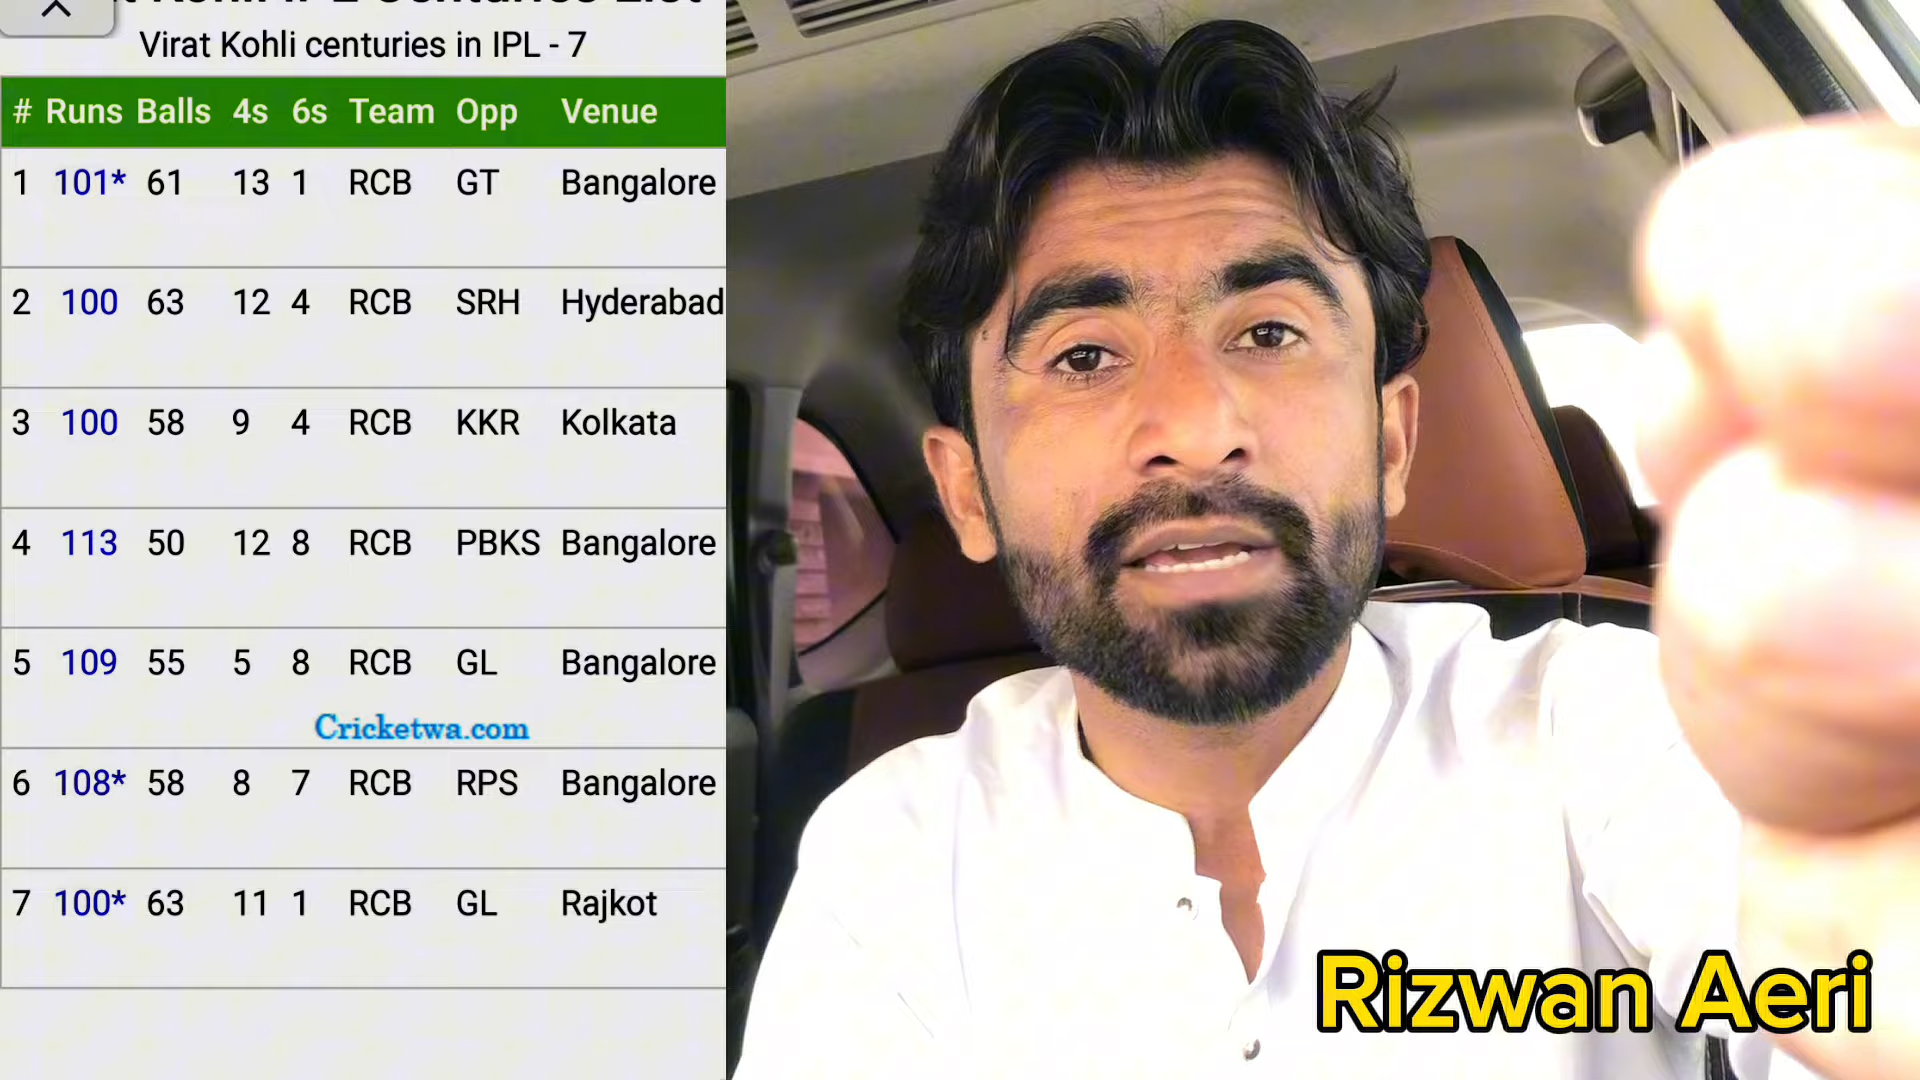 Virat Kohli centuries in IPL - 7
# Runs Balls 4s 6s Team Opp Venue
1 101* 61 13 1 RCB GT Bangalore
2 100 63 12 4 RCB SRH Hyderabad
3 100 58 9 4 RCB KKR Kolkata
4 113 50 12 8 RCB PBKS Bangalore
5 109 55 5 8 RCB GL Bangalore
Cricketwa.com
6 108* 58 8 7 RCB RPS Bangalore
7 100* 63 11 1 RCB GL Rajkot
Rizwan Aeri